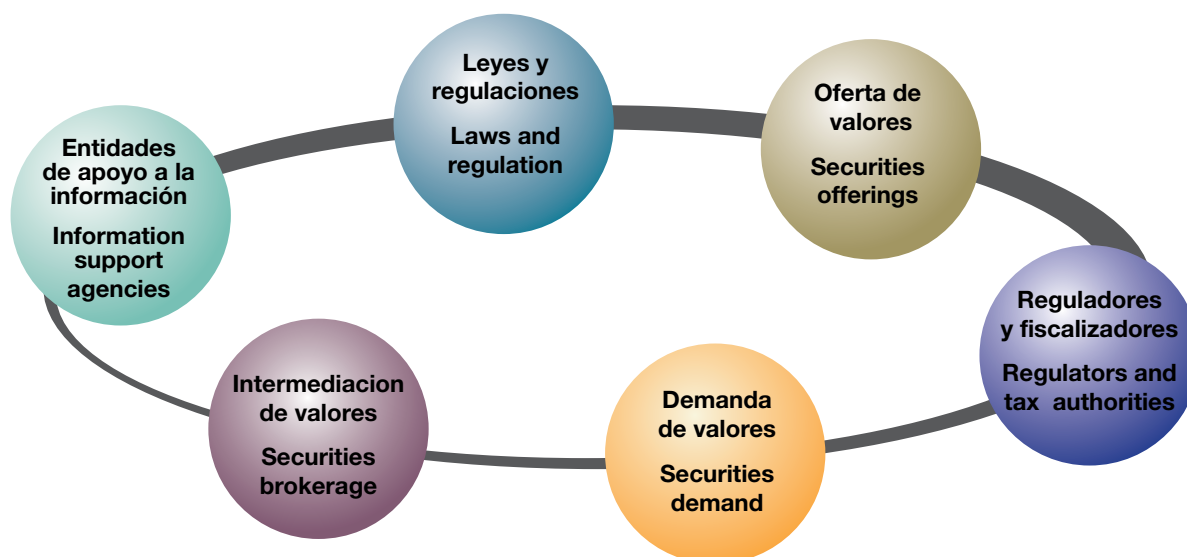 Leyes y
regulaciones
Laws and
regulation
Oferta de
valores
Securities
offerings
Entidades
de apoyo a la
información
Information
support
agencies
Reguladores
y fiscalizadores
Regulators and
tax authorities
Intermediacion
de valores
Securities
brokerage
Demanda
de valores
Securities
demand